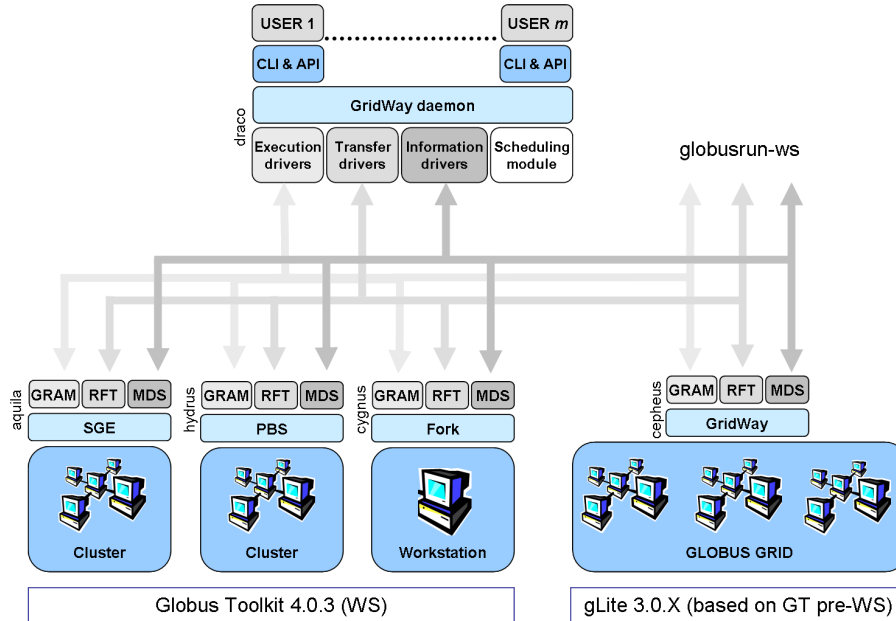 USER 1
USER m
CLI & API
CLI & API
GridWay daemon
draco
Execution drivers
Transfer drivers
Information drivers
Scheduling module
globusrun-ws
aquila
GRAM
RFT
MDS
SGE
Cluster
hydrus
GRAM
RFT
MDS
PBS
Cluster
cygnus
GRAM
RFT
MDS
Fork
Workstation
cepheus
GRAM
RFT
MDS
GridWay
GLOBUS GRID
Globus Toolkit 4.0.3 (WS)
gLite 3.0.X (based on GT pre-WS)